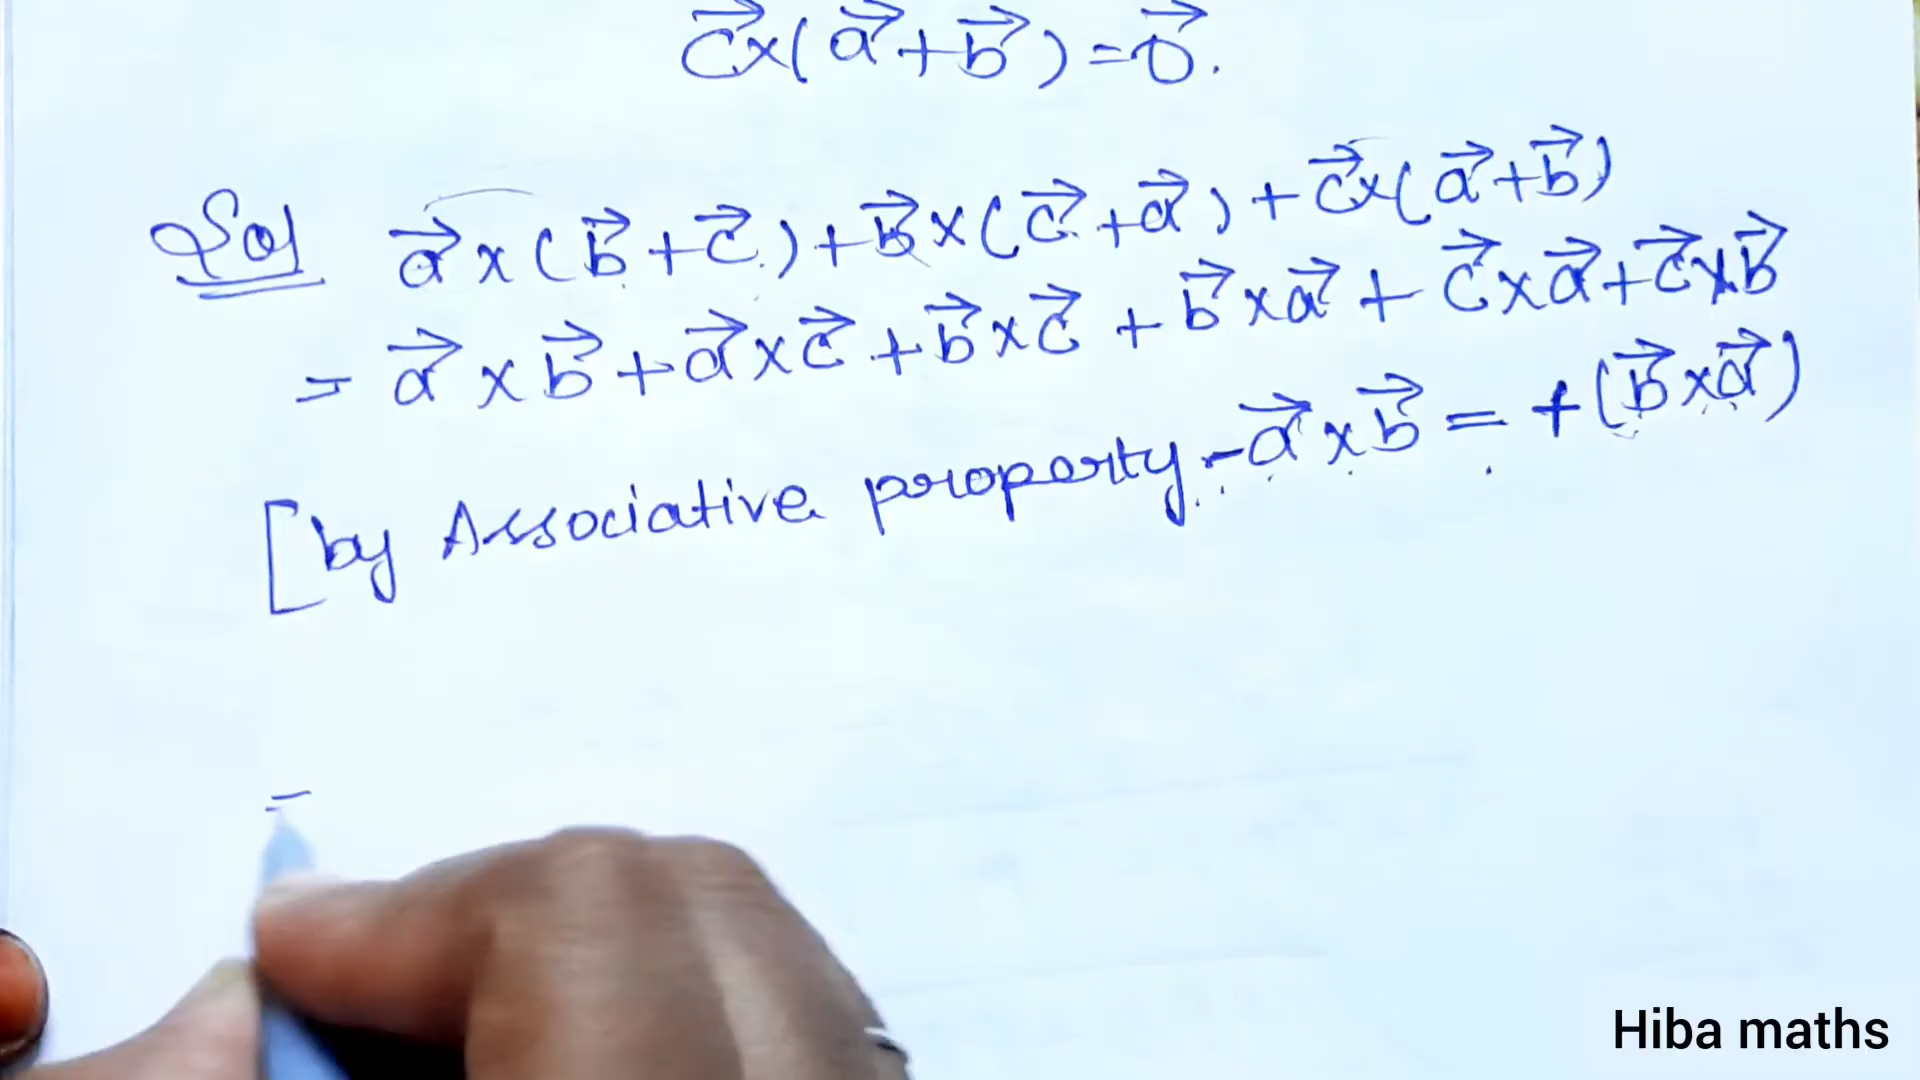 c⃗×(a⃗+b⃗)=0⃗.
Sol a⃗×(b⃗+c⃗)+b⃗×(c⃗+a⃗)+c⃗×(a⃗+b⃗)
= a⃗×b⃗+a⃗×c⃗+b⃗×c⃗+b⃗×a⃗+c⃗×a⃗+c⃗×b⃗
[by Associative property -a⃗×b⃗ = +(b⃗×a⃗)
=
Hiba maths